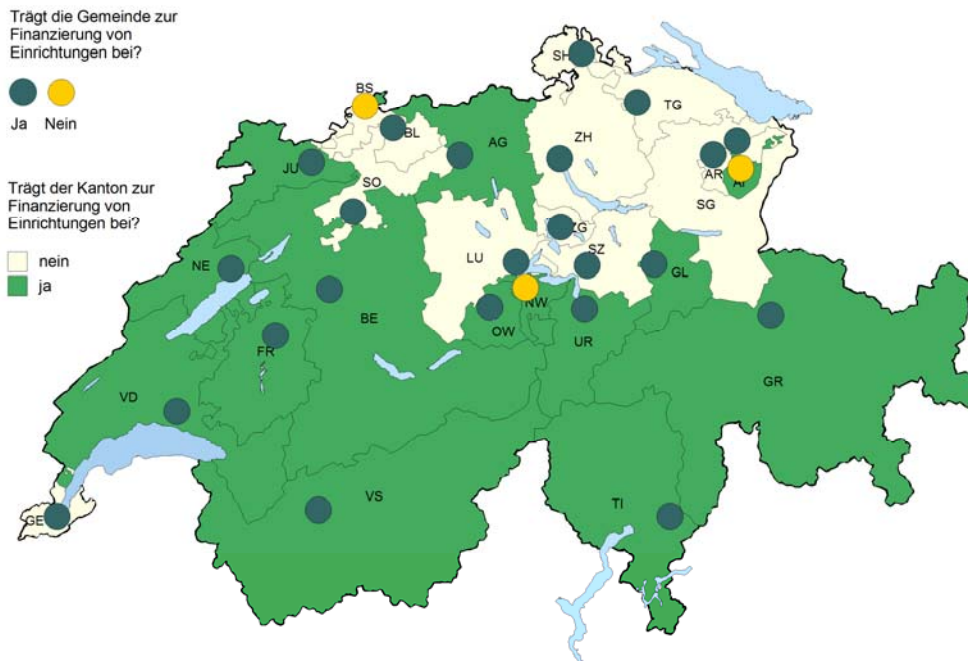 Trägt die Gemeinde zur
Finanzierung von
Einrichtungen bei?
Ja Nein
Trägt der Kanton zur
Finanzierung von
Einrichtungen bei?
nein
ja
SH
BS
TG
BL
AG
ZH
JU
AR
AI
SO
SG
ZG
LU
SZ
NE
GL
NW
BE
OW
UR
FR
GR
VD
VS
TI
GE